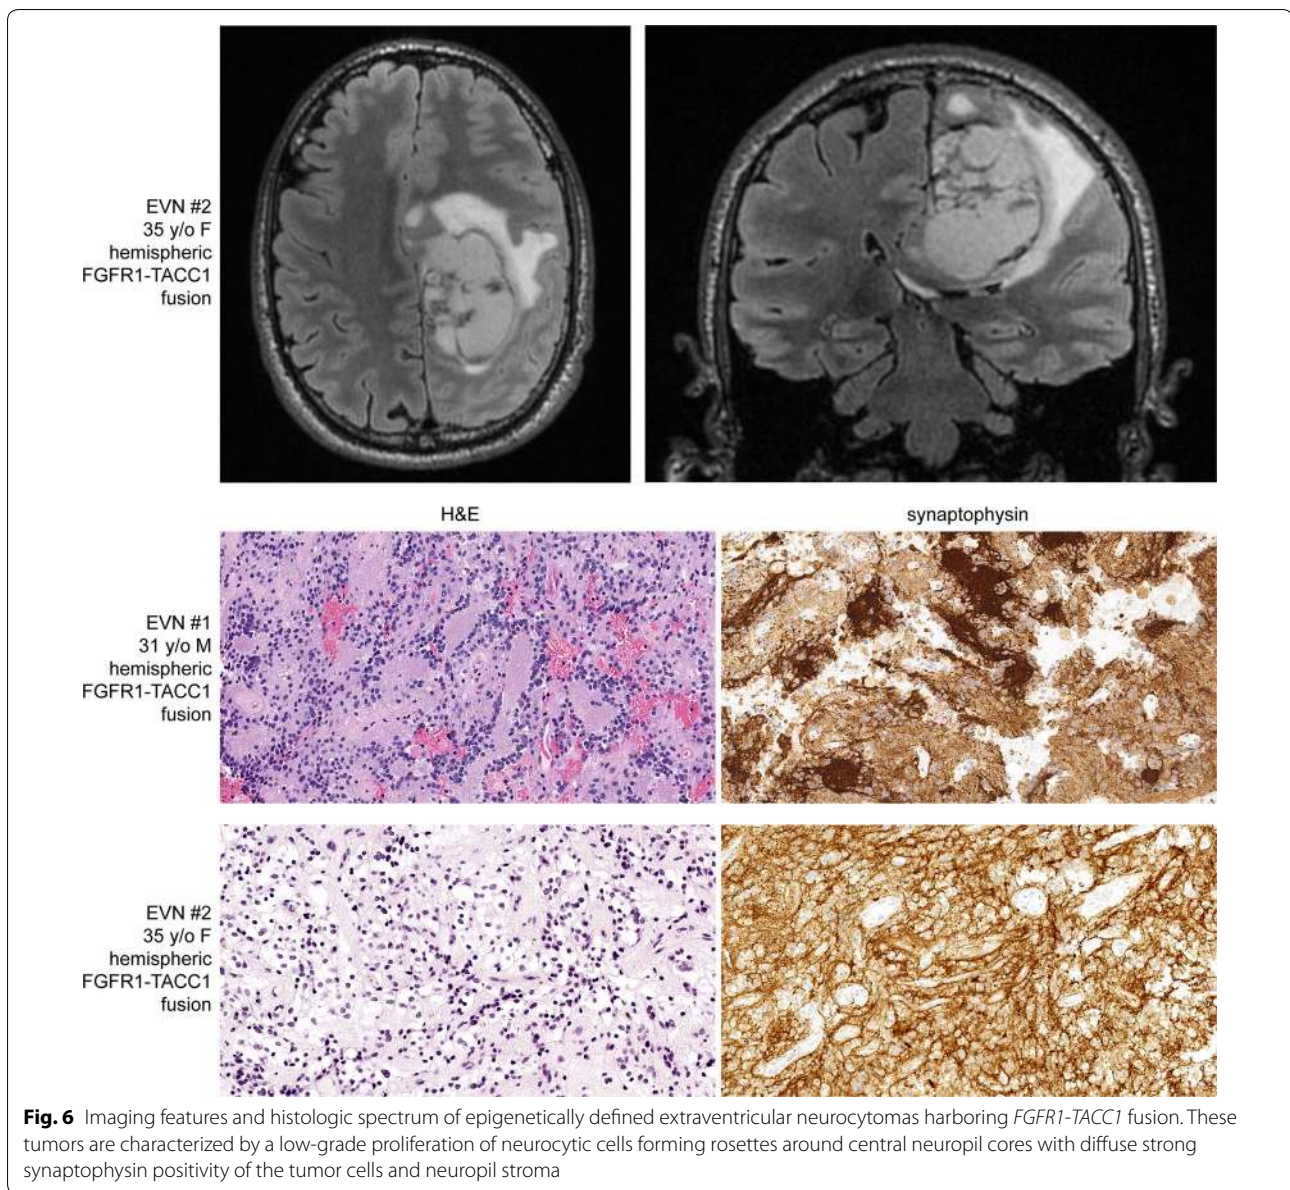 EVN #2
35 y/o F
hemispheric
FGFR1-TACC1
fusion
H&E
synaptophysin
EVN #1
31 y/o M
hemispheric
FGFR1-TACC1
fusion
EVN #2
35 y/o F
hemispheric
FGFR1-TACC1
fusion
Fig. 6 Imaging features and histologic spectrum of epigenetically defined extraventricular neurocytomas harboring FGFR1-TACC1 fusion. These
tumors are characterized by a low-grade proliferation of neurocytic cells forming rosettes around central neuropil cores with diffuse strong
synaptophysin positivity of the tumor cells and neuropil stroma